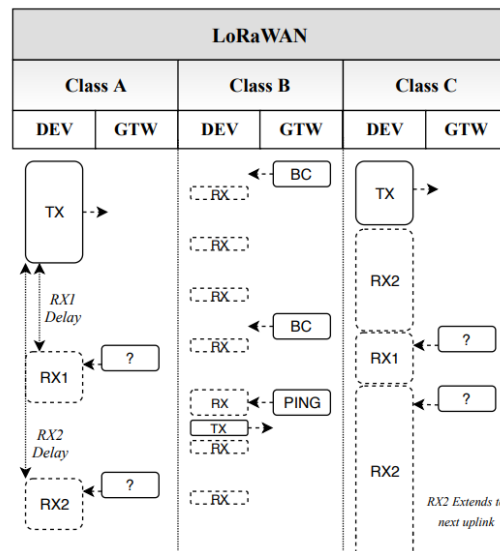 LoRaWAN
Class A Class B Class C
DEV GTW DEV GTW DEV GTW
BC
TX
RX
TX
RX
RX2
RX
RX1
Delay
BC
RX
?
RX1
?
RX1
RX
PING
?
TX
RX
RX2
Delay
RX2
?
RX2
RX
RX2 Extends to
next uplink